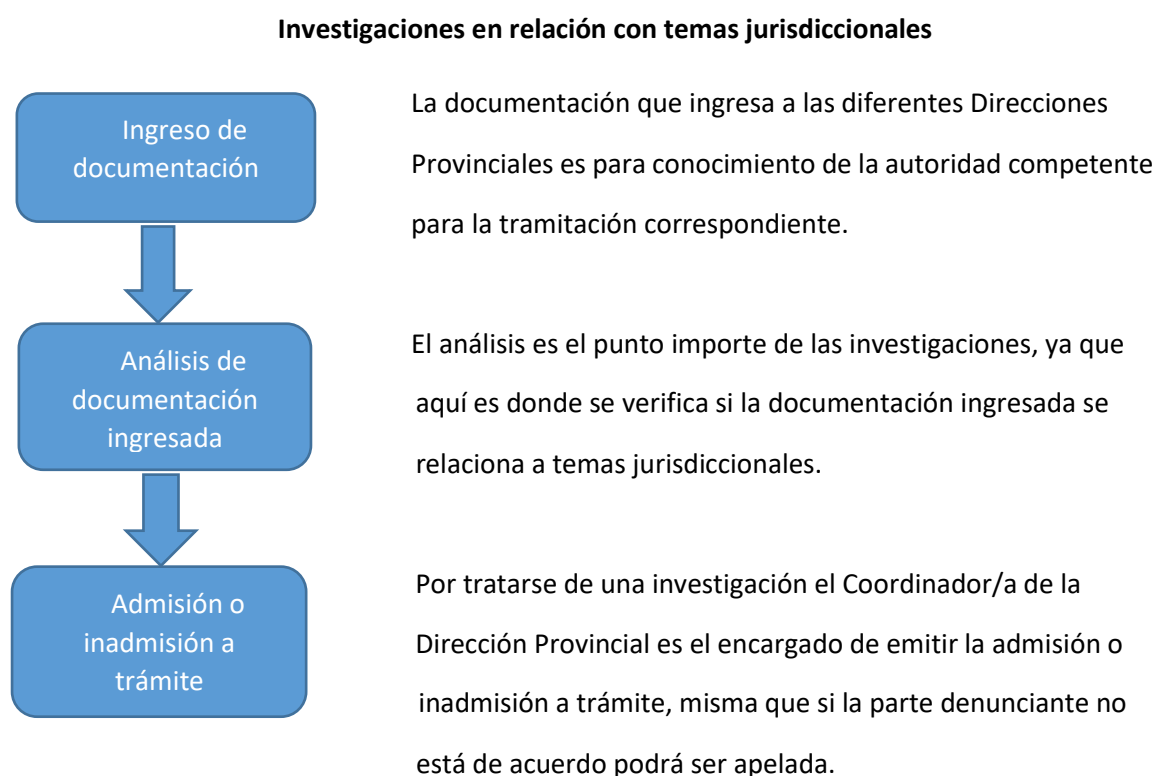 Investigaciones en relación con temas jurisdiccionales
Ingreso de
documentación
La documentación que ingresa a las diferentes Direcciones
Provinciales es para conocimiento de la autoridad competente
para la tramitación correspondiente.
Análisis de
documentación
ingresada
El análisis es el punto importe de las investigaciones, ya que
aquí es donde se verifica si la documentación ingresada se
relaciona a temas jurisdiccionales.
Admisión o
inadmisión a
trámite
Por tratarse de una investigación el Coordinador/a de la
Dirección Provincial es el encargado de emitir la admisión o
inadmisión a trámite, misma que si la parte denunciante no
está de acuerdo podrá ser apelada.